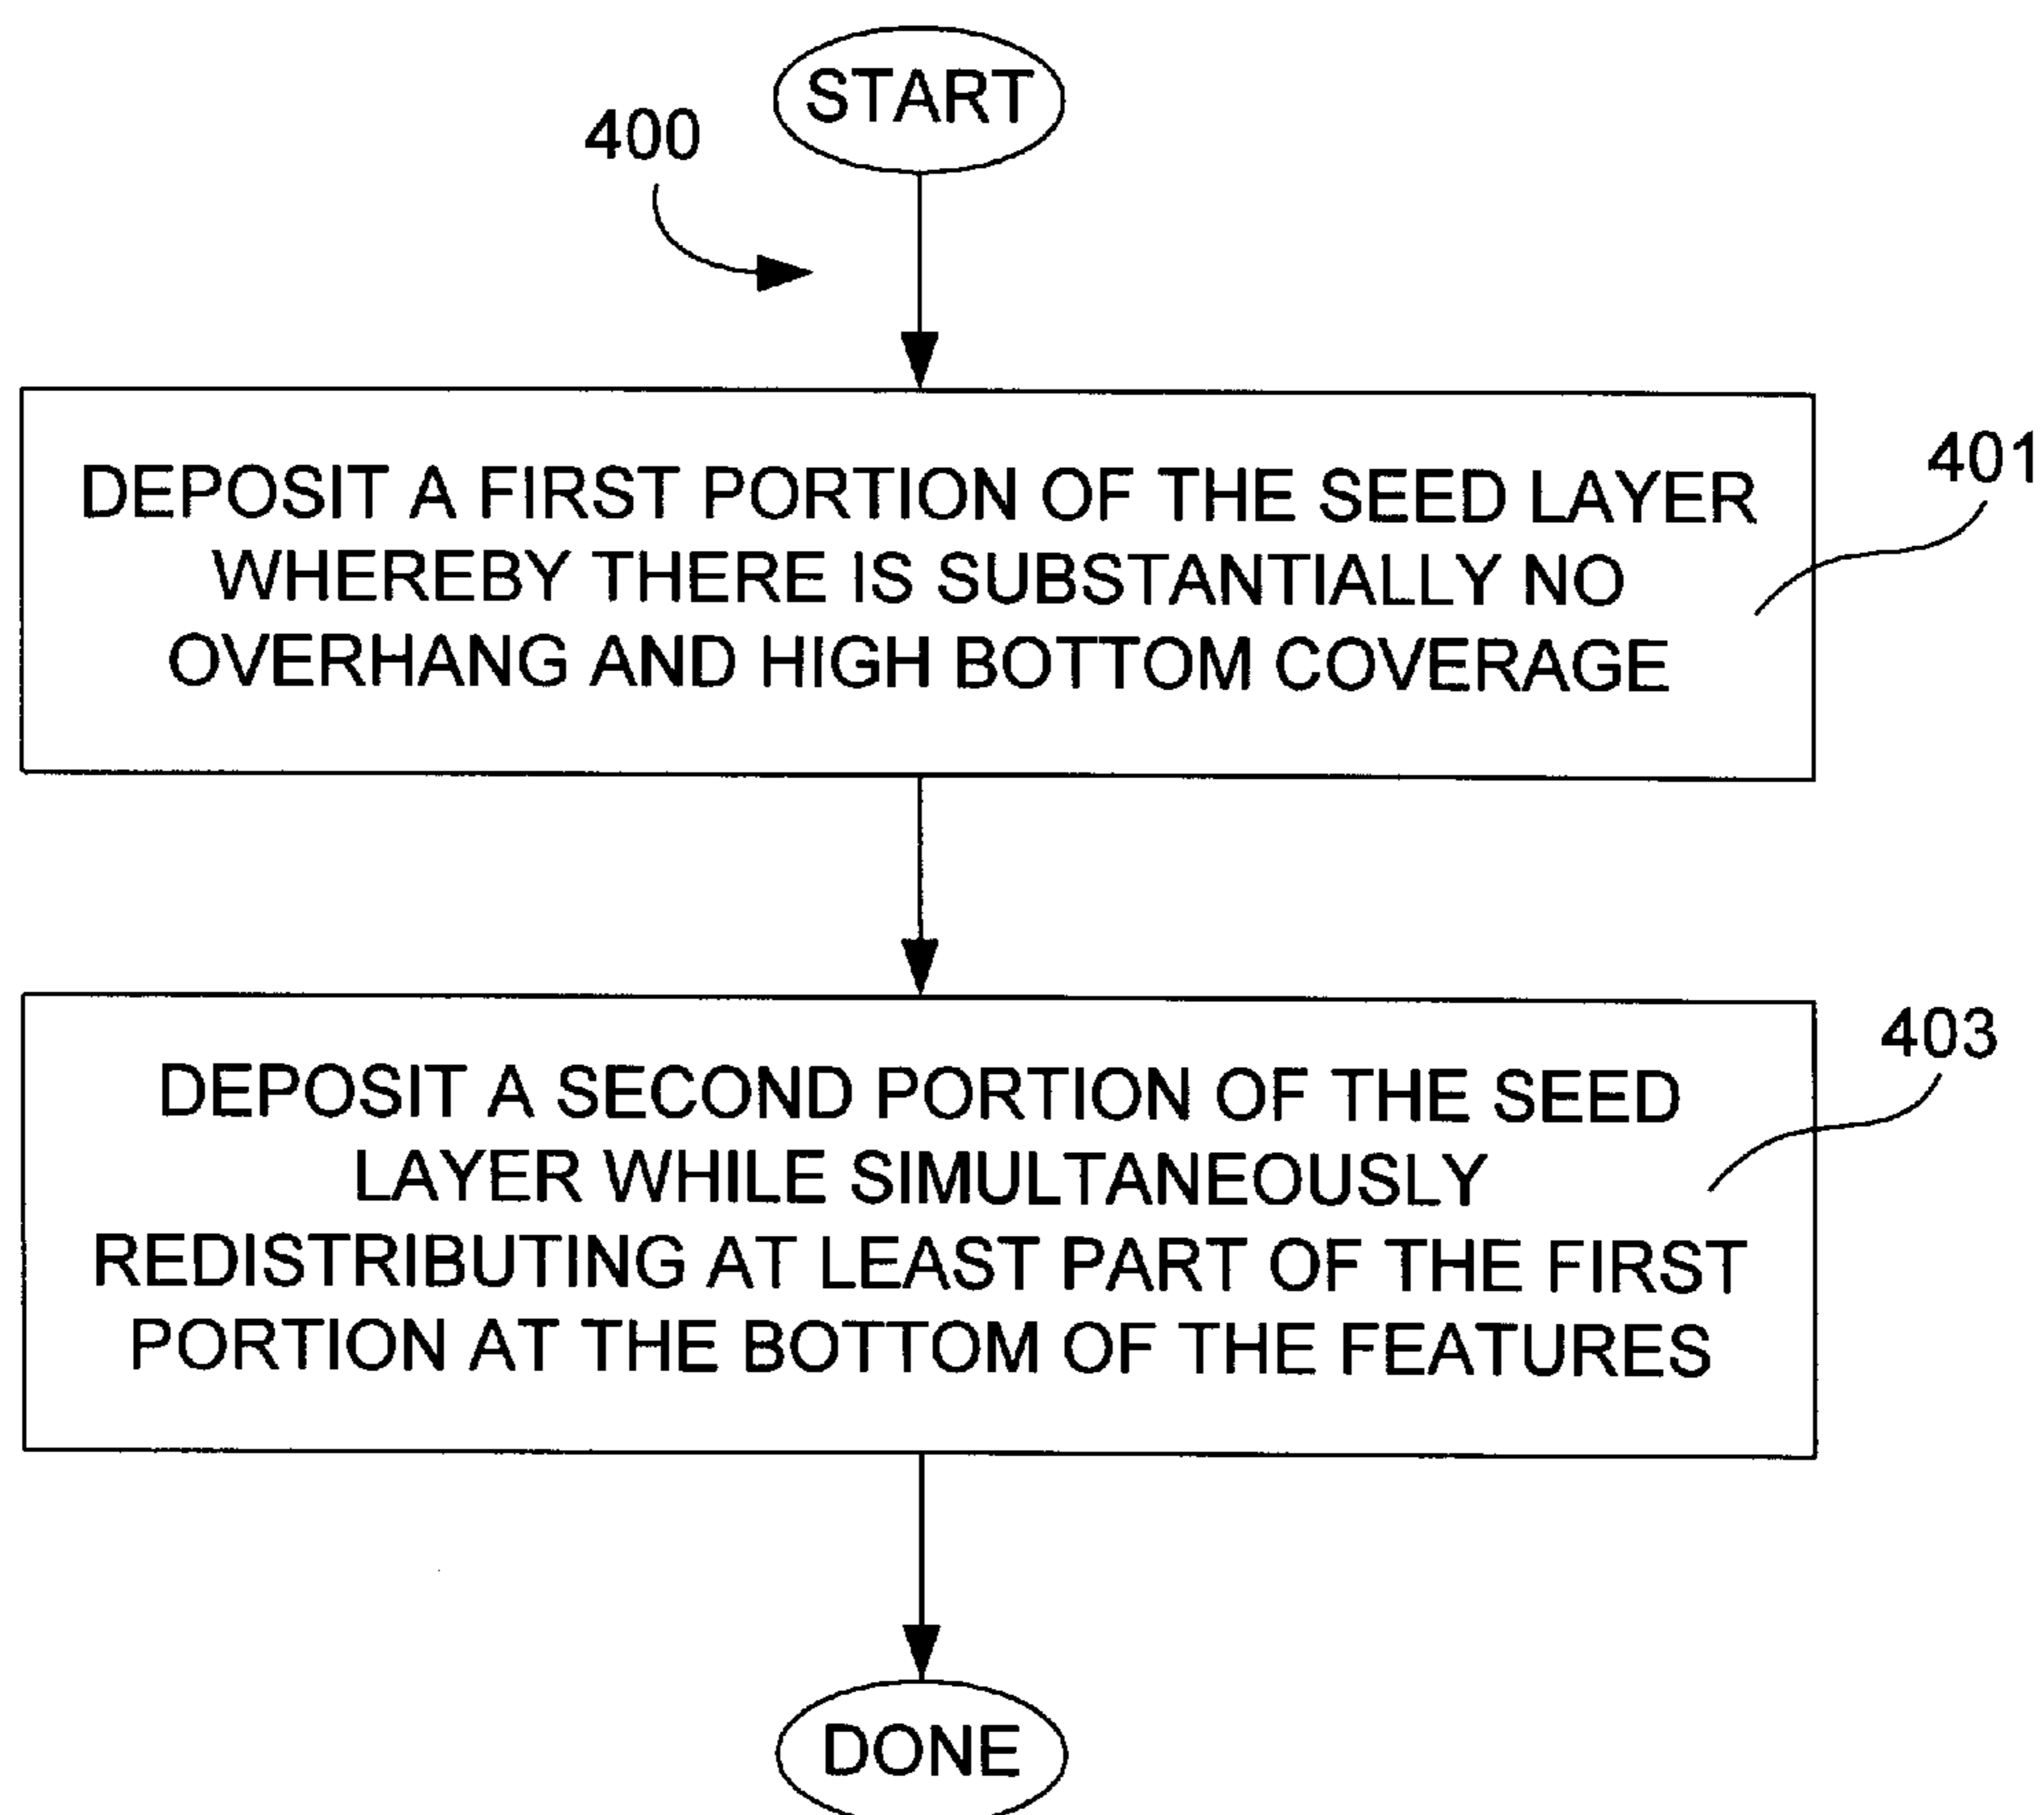 START
400
DEPOSIT A FIRST PORTION OF THE SEED LAYER
WHEREBY THERE IS SUBSTANTIALLY NO
OVERHANG AND HIGH BOTTOM COVERAGE
401
DEPOSIT A SECOND PORTION OF THE SEED
LAYER WHILE SIMULTANEOUSLY
REDISTRIBUTING AT LEAST PART OF THE FIRST
PORTION AT THE BOTTOM OF THE FEATURES
403
DONE